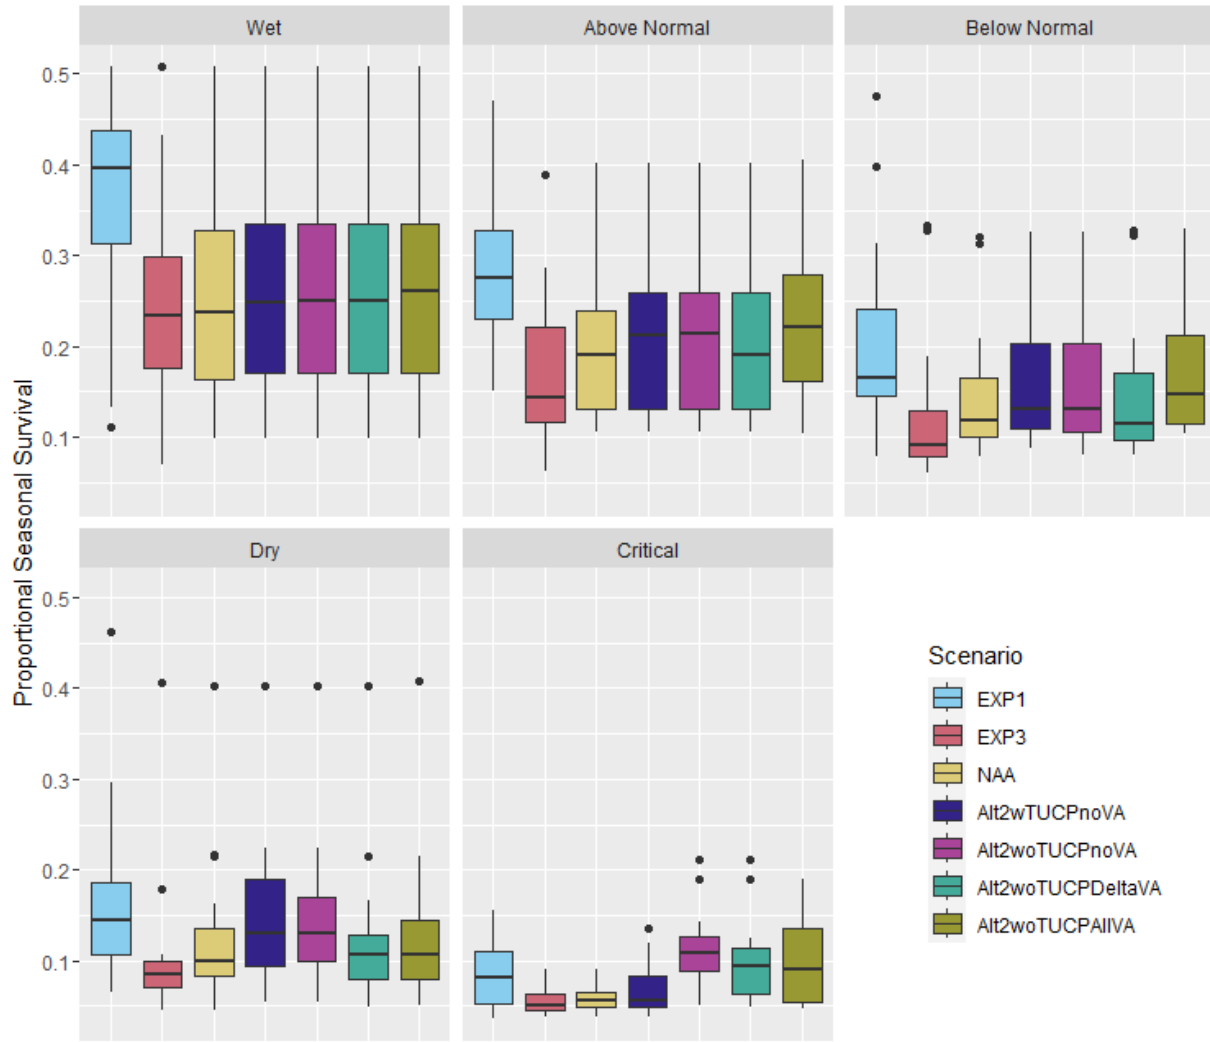 Wet
Above Normal
Below Normal
0.5
0.4
0.3
0.2
0.1
Proportional Seasonal Survival
Dry
Critical
0.5
0.4
0.3
0.2
0.1
Scenario
EXP1
EXP3
NAA
Alt2wTUCPnoVA
Alt2woTUCPnoVA
Alt2woTUCPDeltaVA
Alt2woTUCPAllVA